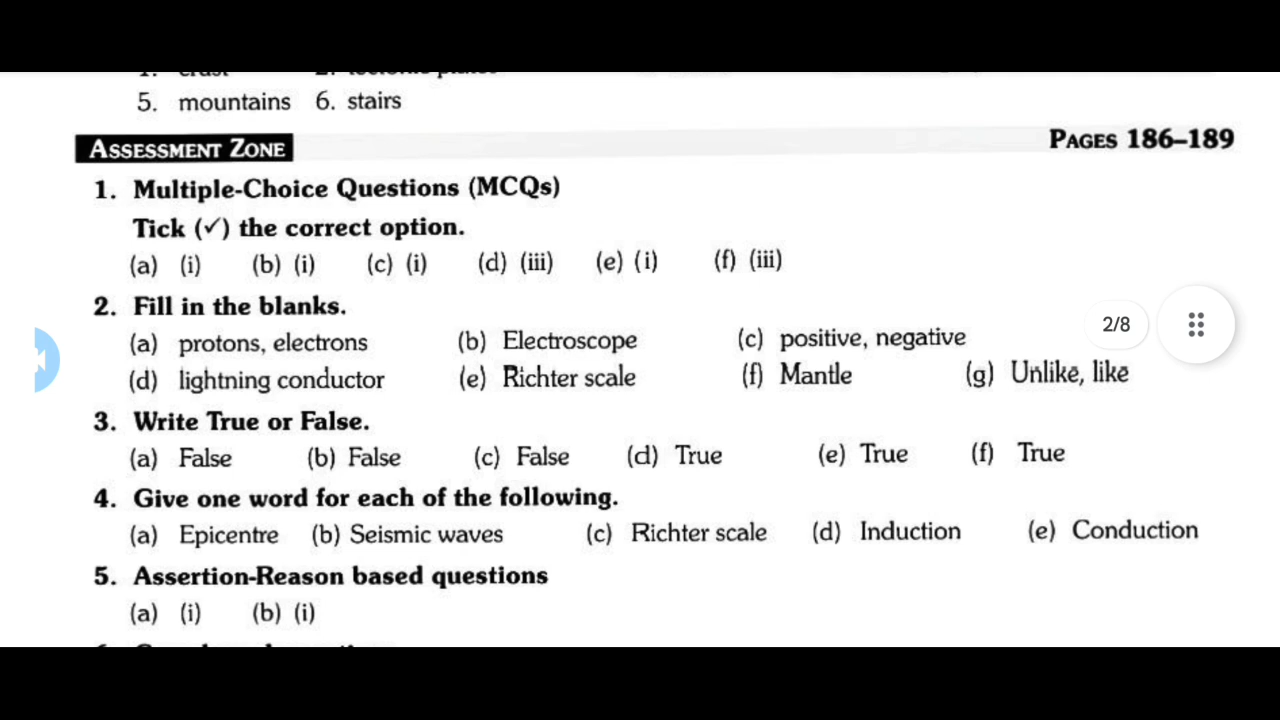 5. mountains 6. stairs
ASSESSMENT ZONE PAGES 186–189
1. Multiple-Choice Questions (MCQs)
Tick (✓) the correct option.
(a) (i) (b) (i) (c) (i) (d) (iii) (e) (i) (f) (iii)
2. Fill in the blanks.
(a) protons, electrons (b) Electroscope (c) positive, negative
2/8
(d) lightning conductor (e) Richter scale (f) Mantle (g) Unlike, like
3. Write True or False.
(a) False (b) False (c) False (d) True (e) True (f) True
4. Give one word for each of the following.
(a) Epicentre (b) Seismic waves (c) Richter scale (d) Induction (e) Conduction
5. Assertion-Reason based questions
(a) (i) (b) (i)